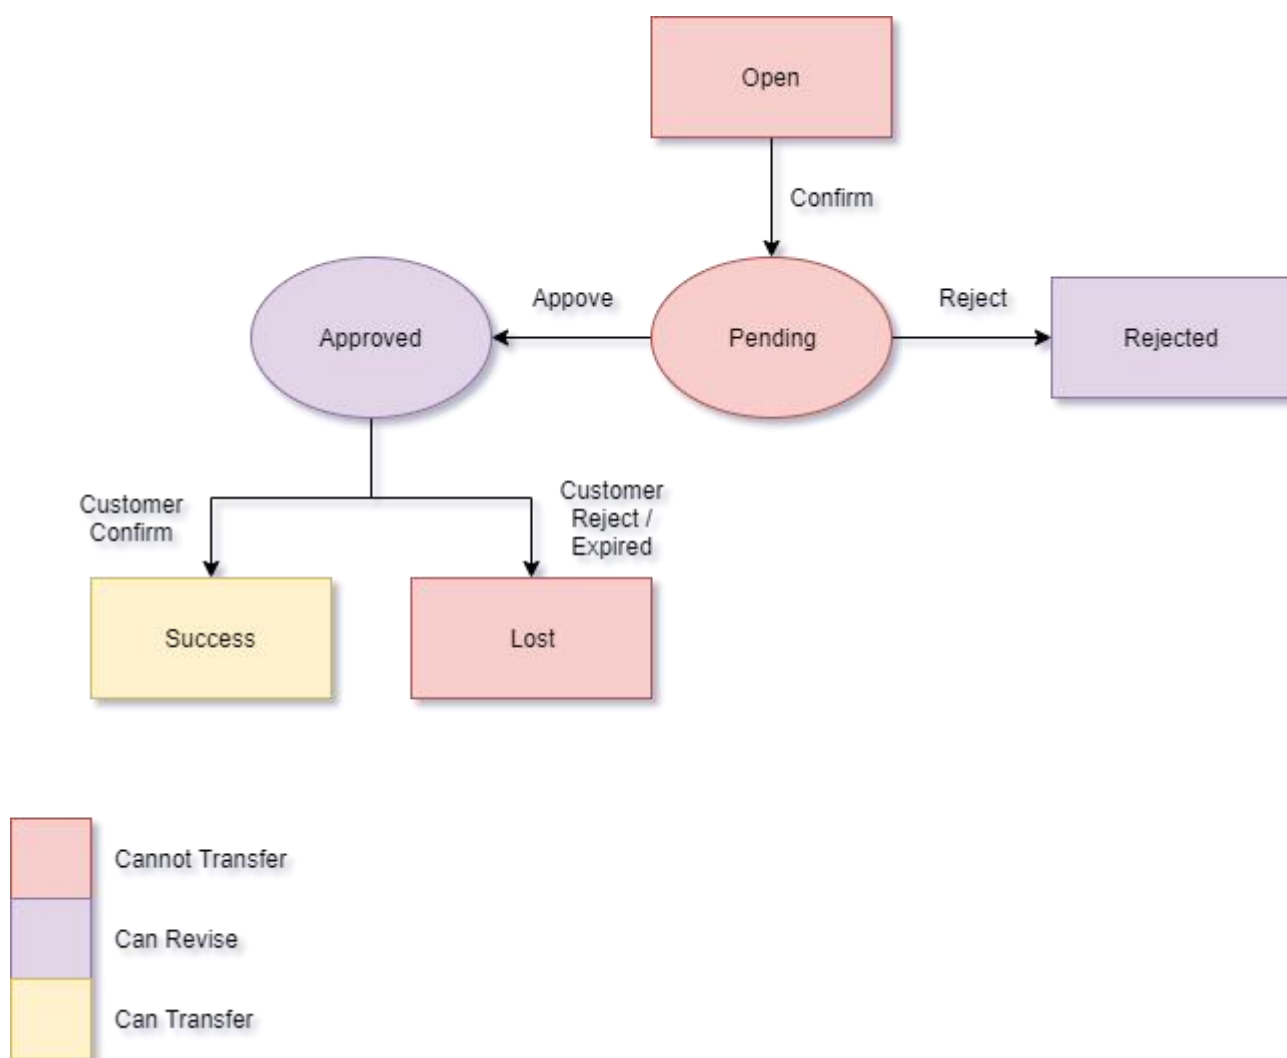 Open
Confirm
Appove
Reject
Approved
Pending
Rejected
Customer
Confirm
Customer
Reject /
Expired
Success
Lost
Cannot Transfer
Can Revise
Can Transfer